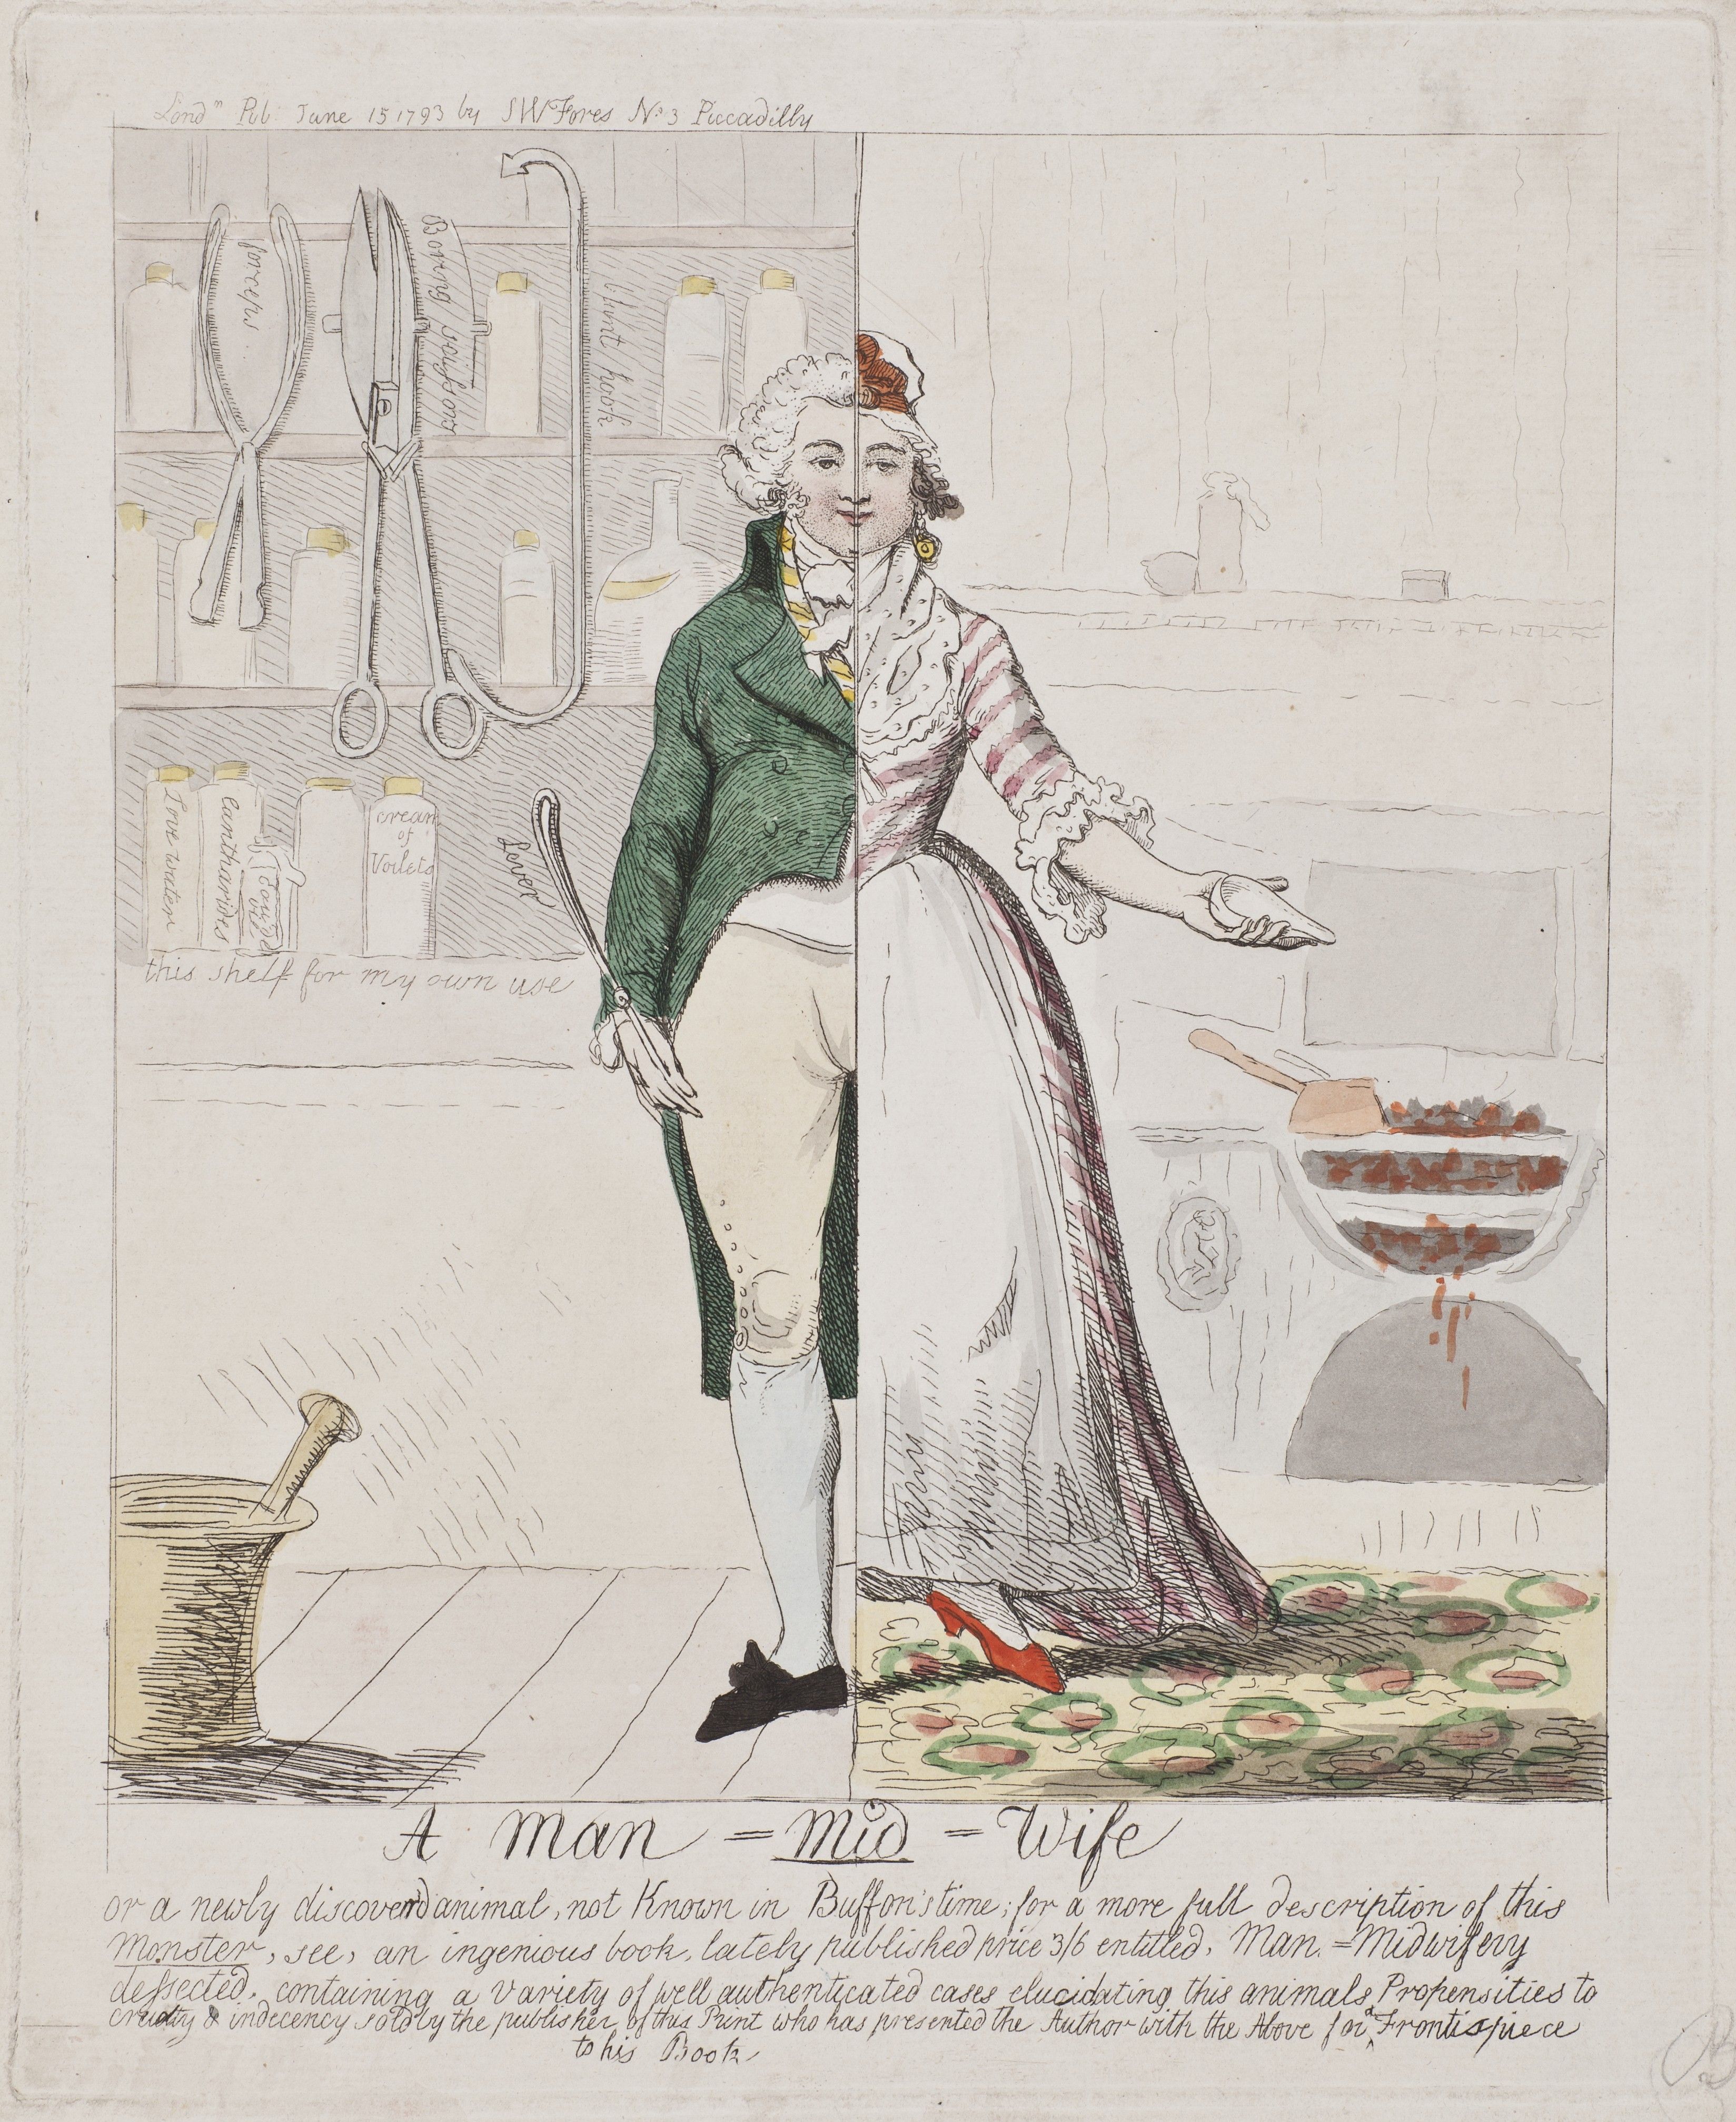 Lond.n Pub. June 15 1793 by SW Fores No 3 Piccadilly
forceps
Boring scissors
blunt hook
Lever
Love water
Cantharides
cream
of
Voilets
this shelf for my own use
A Man = Mid = Wife
or a newly discover'd animal, not Known in Buffon's time; for a more full description of this
Monster, see, an ingenious book, lately published price 3/6 entitled, Man = Midwifery
dessected, containing a Variety of well authenticated cases elucidating this animals Propensities to
cruelty & indecency sold by the publisher of this Print who has presented the Author with the Above for a Frontispiece
to his Book